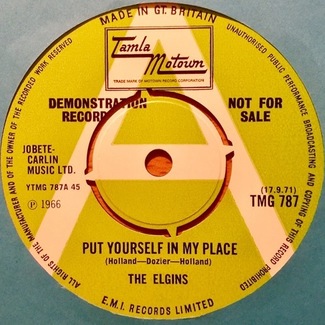 MADE IN GT. BRITAIN
Tamla
Motown
TRADE MARK OF MOTOWN RECORD CORPORATION
DEMONSTRATION
RECORD
NOT FOR
SALE
JOBETE-
CARLIN
MUSIC LTD.
YTMG 787A 45
℗ 1966
(17.9.71)
TMG 787
A
PUT YOURSELF IN MY PLACE
(Holland—Dozier—Holland)
THE ELGINS
E.M.I. RECORDS LIMITED
ALL RIGHTS OF THE MANUFACTURER AND OF THE OWNER OF THE RECORDED WORK RESERVED
UNAUTHORISED PUBLIC PERFORMANCE BROADCASTING AND COPYING OF THIS RECORD PROHIBITED